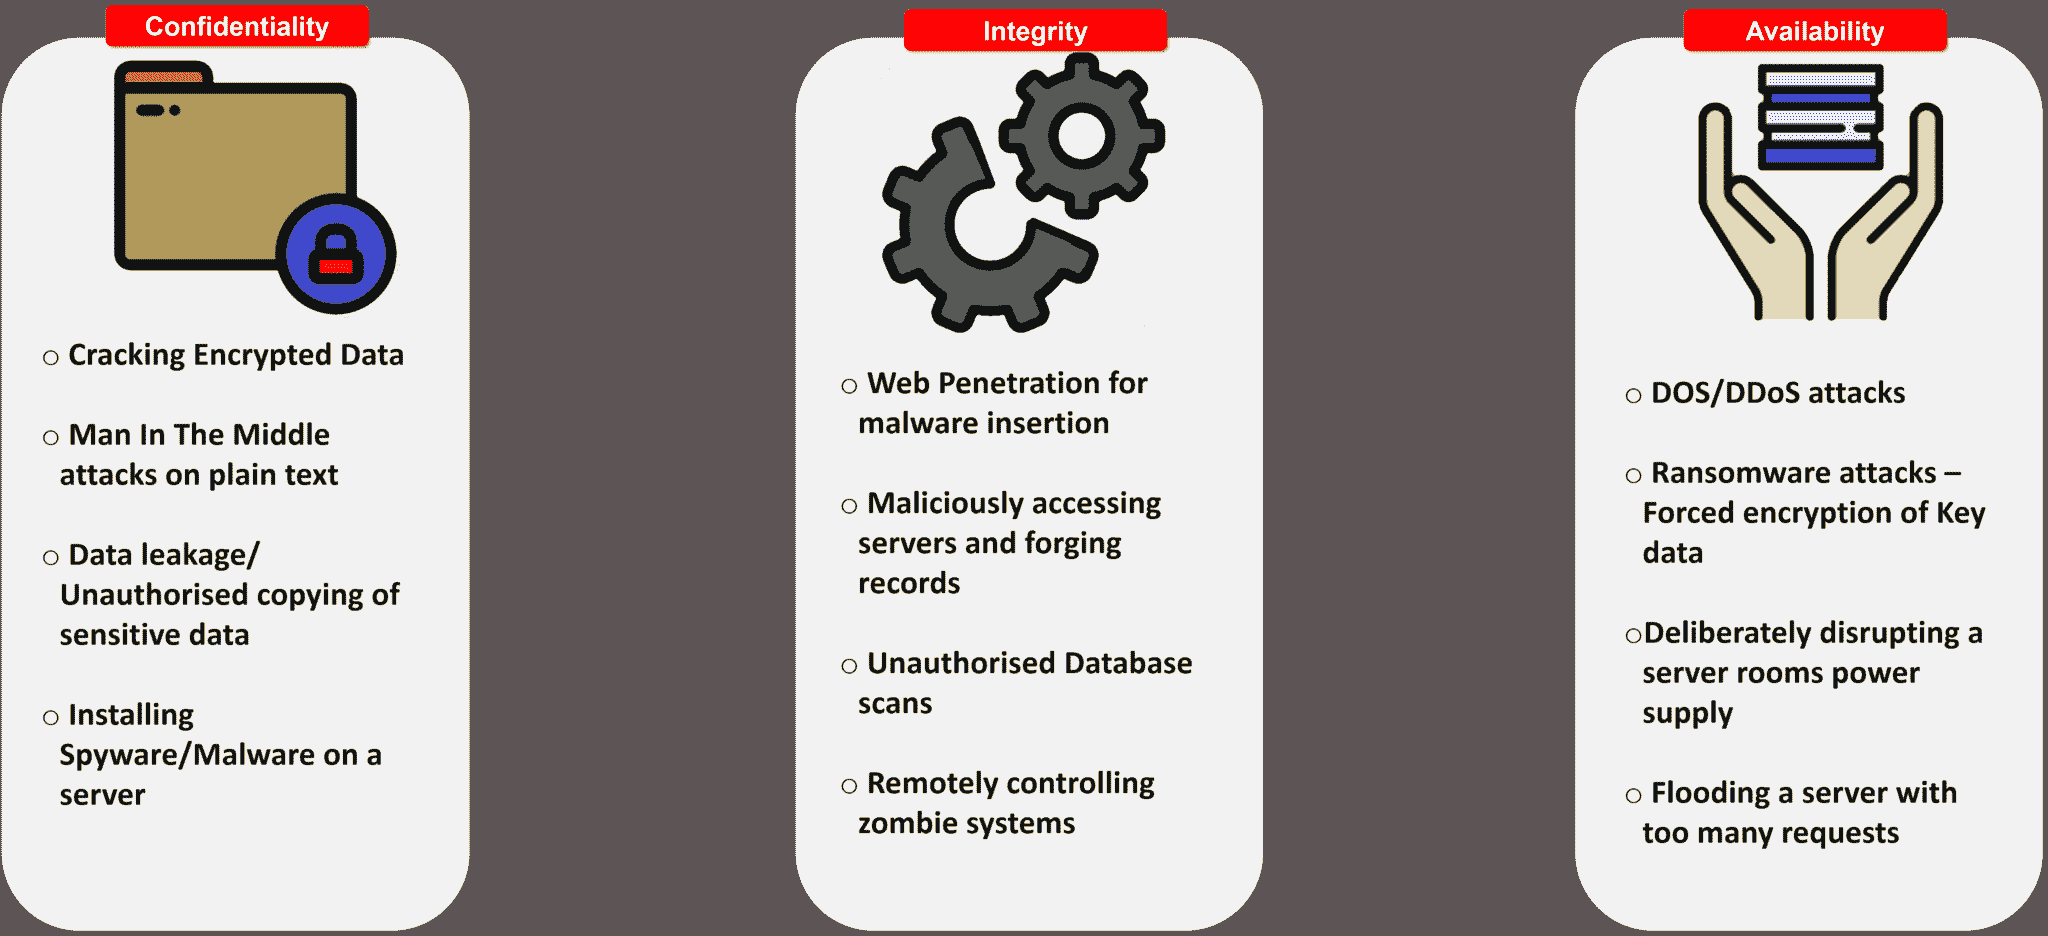 Confidentiality
○ Cracking Encrypted Data
○ Man In The Middle
attacks on plain text
○ Data leakage/
Unauthorised copying of
sensitive data
○ Installing
Spyware/Malware on a
server
Integrity
○ Web Penetration for
malware insertion
○ Maliciously accessing
servers and forging
records
○ Unauthorised Database
scans
○ Remotely controlling
zombie systems
Availability
○ DOS/DDoS attacks
○ Ransomware attacks –
Forced encryption of Key
data
○Deliberately disrupting a
server rooms power
supply
○ Flooding a server with
too many requests